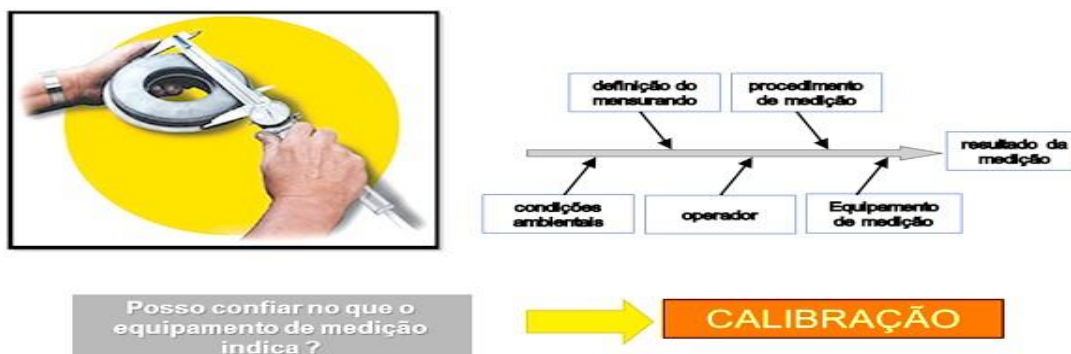 definição do
mensurando
procedimento
de medição
resultado da
medição
condições
ambientais
operador
Equipamento
de medição
Posso confiar no que o
equipamento de medição
indica ?
CALIBRAÇÃO